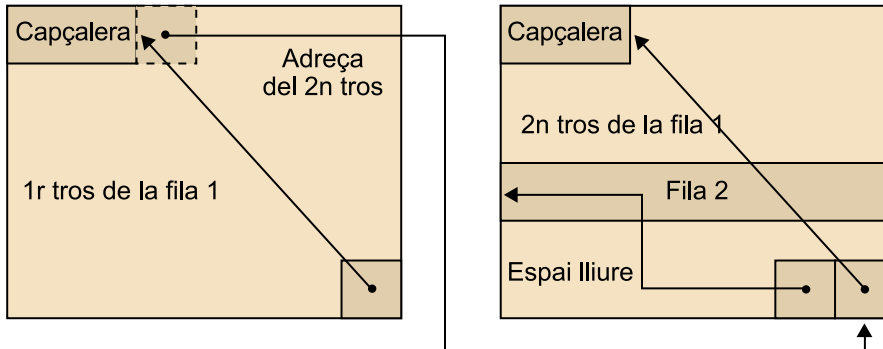 Capçalera
Adreça
del 2n tros
1r tros de la fila 1
Capçalera
2n tros de la fila 1
Fila 2
Espai lliure